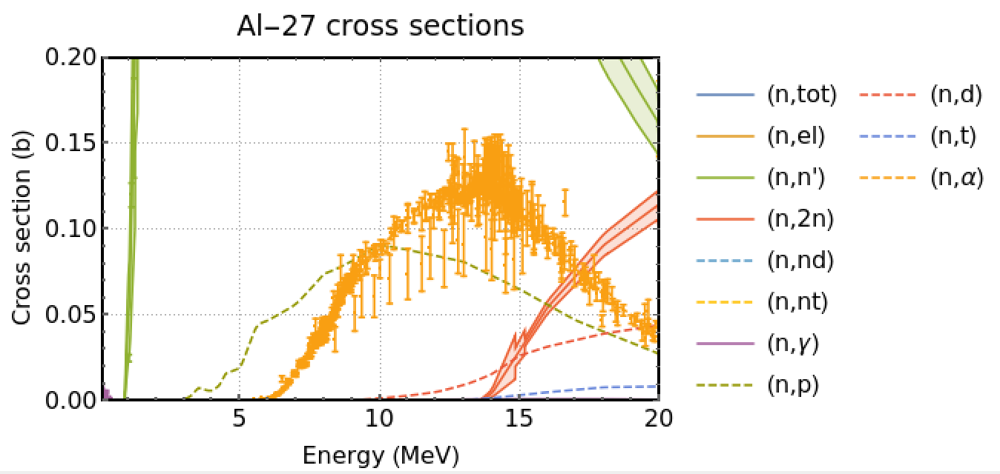 Al−27 cross sections
Cross section (b)
0.20
0.15
0.10
0.05
0.00
5
10
15
20
Energy (MeV)
(n,tot)
(n,el)
(n,n')
(n,2n)
(n,nd)
(n,nt)
(n,γ)
(n,p)
(n,d)
(n,t)
(n,α)